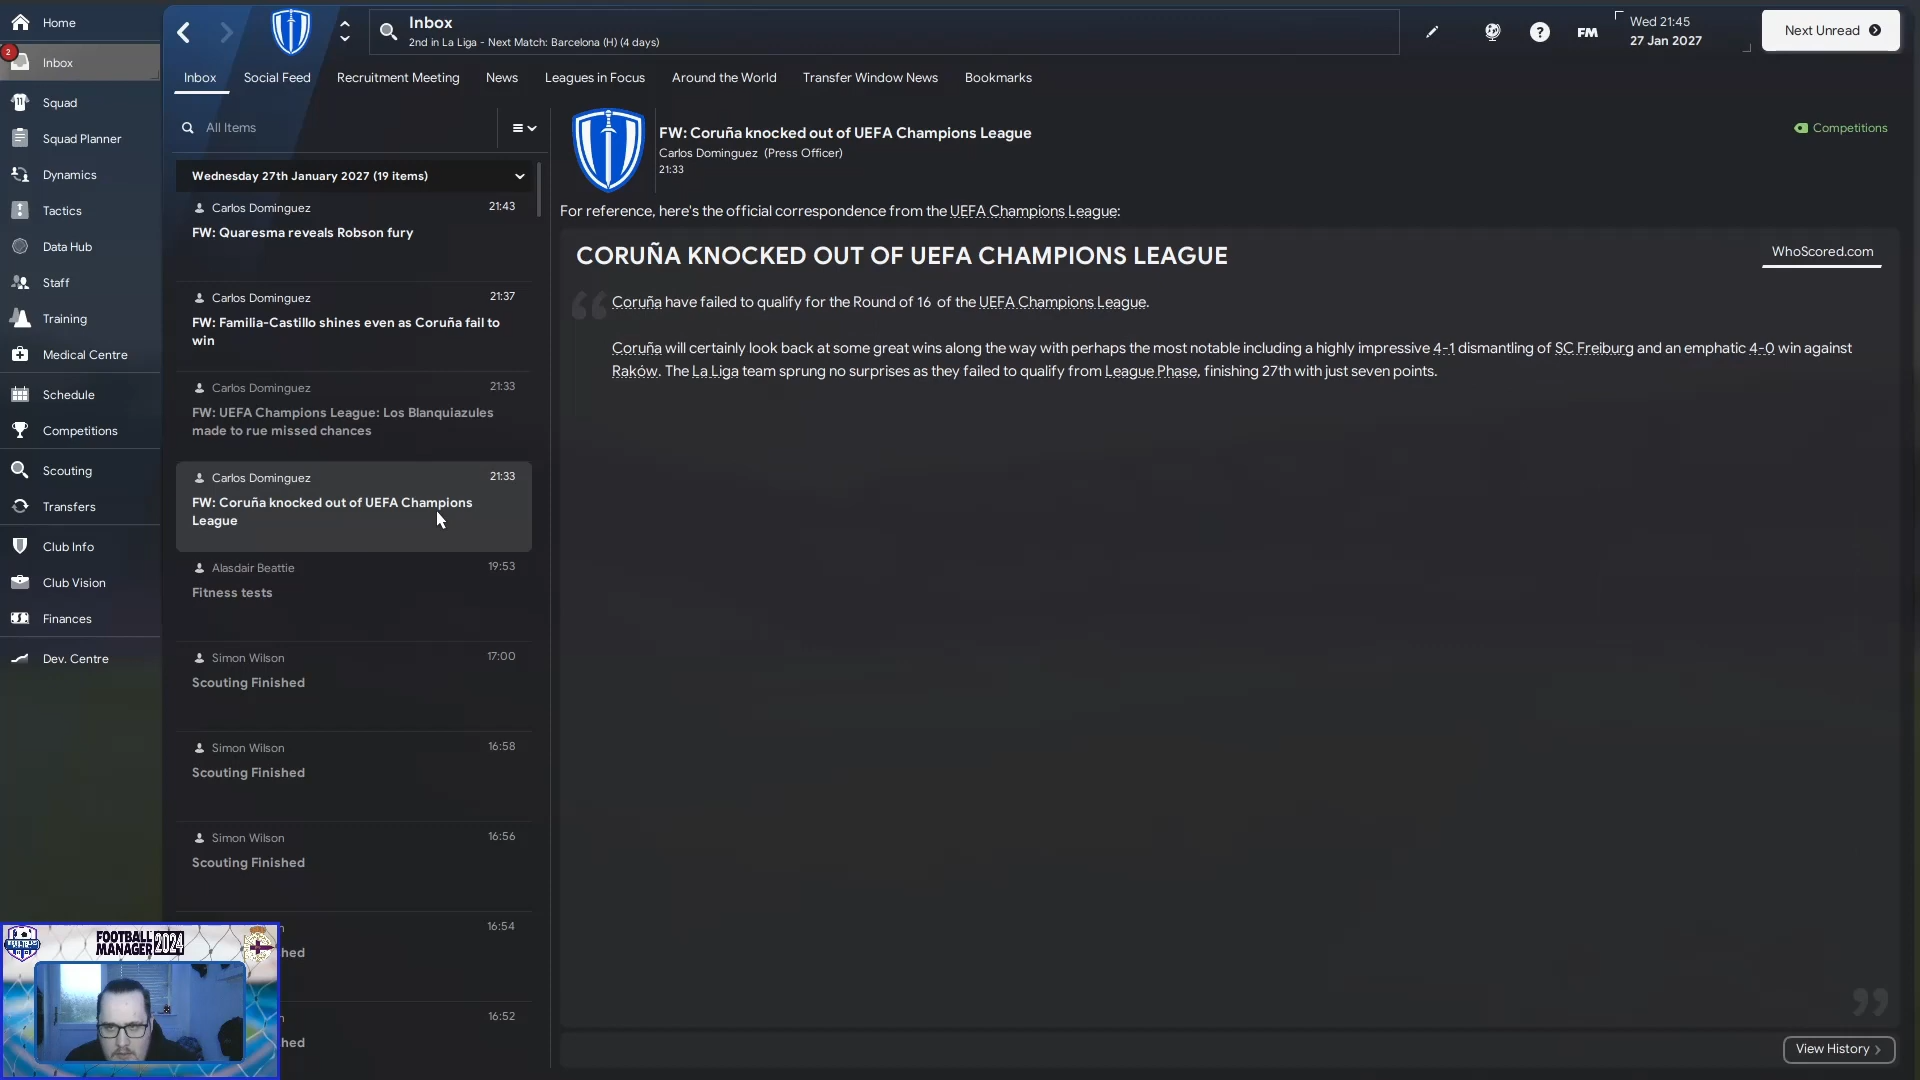 Home
2
Inbox
Squad
Squad Planner
Dynamics
Tactics
Data Hub
Staff
Training
Medical Centre
Schedule
Competitions
Scouting
Transfers
Club Info
Club Vision
Finances
Dev. Centre
Inbox
2nd in La Liga - Next Match: Barcelona (H) (4 days)
?
FM
Wed 21:45
27 Jan 2027
Next Unread
Inbox Social Feed Recruitment Meeting News Leagues in Focus Around the World Transfer Window News Bookmarks
All Items
Wednesday 27th January 2027 (19 items)
Carlos Dominguez 21:43
FW: Quaresma reveals Robson fury
Carlos Dominguez 21:37
FW: Familia-Castillo shines even as Coruña fail to
win
Carlos Dominguez 21:33
FW: UEFA Champions League: Los Blanquiazules
made to rue missed chances
Carlos Dominguez 21:33
FW: Coruña knocked out of UEFA Champions
League
Alasdair Beattie 19:53
Fitness tests
Simon Wilson 17:00
Scouting Finished
Simon Wilson 16:58
Scouting Finished
Simon Wilson 16:56
Scouting Finished
n 16:54
hed
n 16:52
hed
FW: Coruña knocked out of UEFA Champions League
Carlos Dominguez (Press Officer)
21:33
Competitions
For reference, here's the official correspondence from the UEFA Champions League:
CORUÑA KNOCKED OUT OF UEFA CHAMPIONS LEAGUE
WhoScored.com
Coruña have failed to qualify for the Round of 16 of the UEFA Champions League.
Coruña will certainly look back at some great wins along the way with perhaps the most notable including a highly impressive 4-1 dismantling of SC Freiburg and an emphatic 4-0 win against
Raków. The La Liga team sprung no surprises as they failed to qualify from League Phase, finishing 27th with just seven points.
View History
FOOTBALL
MANAGER 2024